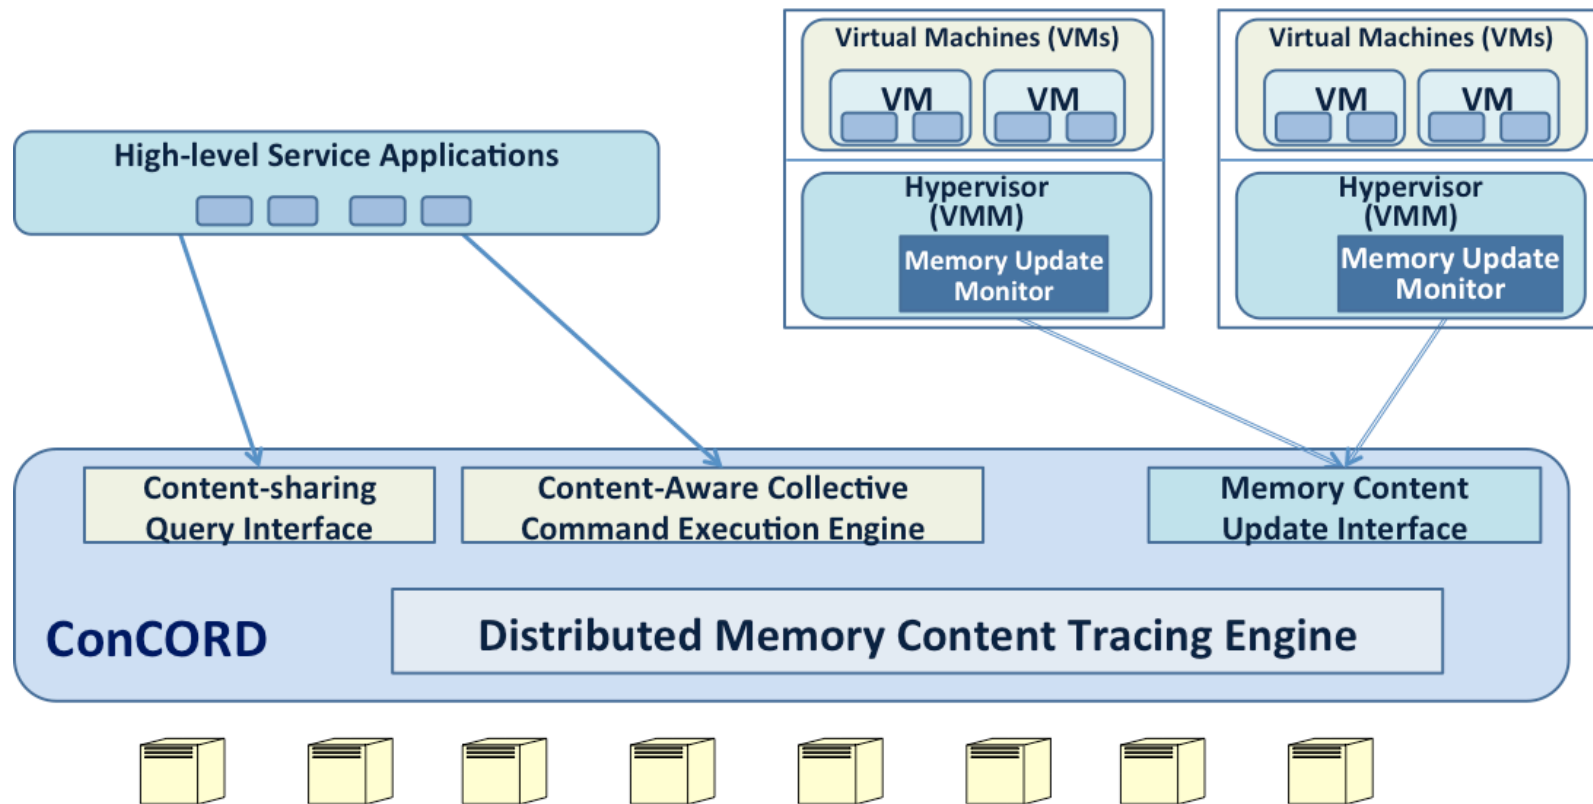 Virtual Machines (VMs)
VM
VM
Virtual Machines (VMs)
VM
VM
High-level Service Applications
Hypervisor
(VMM)
Memory Update
Monitor
Hypervisor
(VMM)
Memory Update
Monitor
Content-sharing
Query Interface
Content-Aware Collective
Command Execution Engine
Memory Content
Update Interface
ConCORD
Distributed Memory Content Tracing Engine